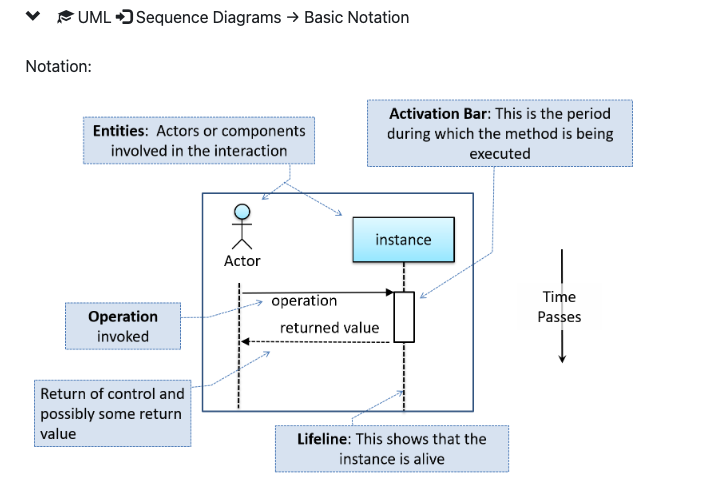 UML Sequence Diagrams → Basic Notation
Notation:
Entities: Actors or components
involved in the interaction
Activation Bar: This is the period
during which the method is being
executed
Actor
instance
operation
returned value
Operation
invoked
Return of control and
possibly some return
value
Lifeline: This shows that the
instance is alive
Time
Passes